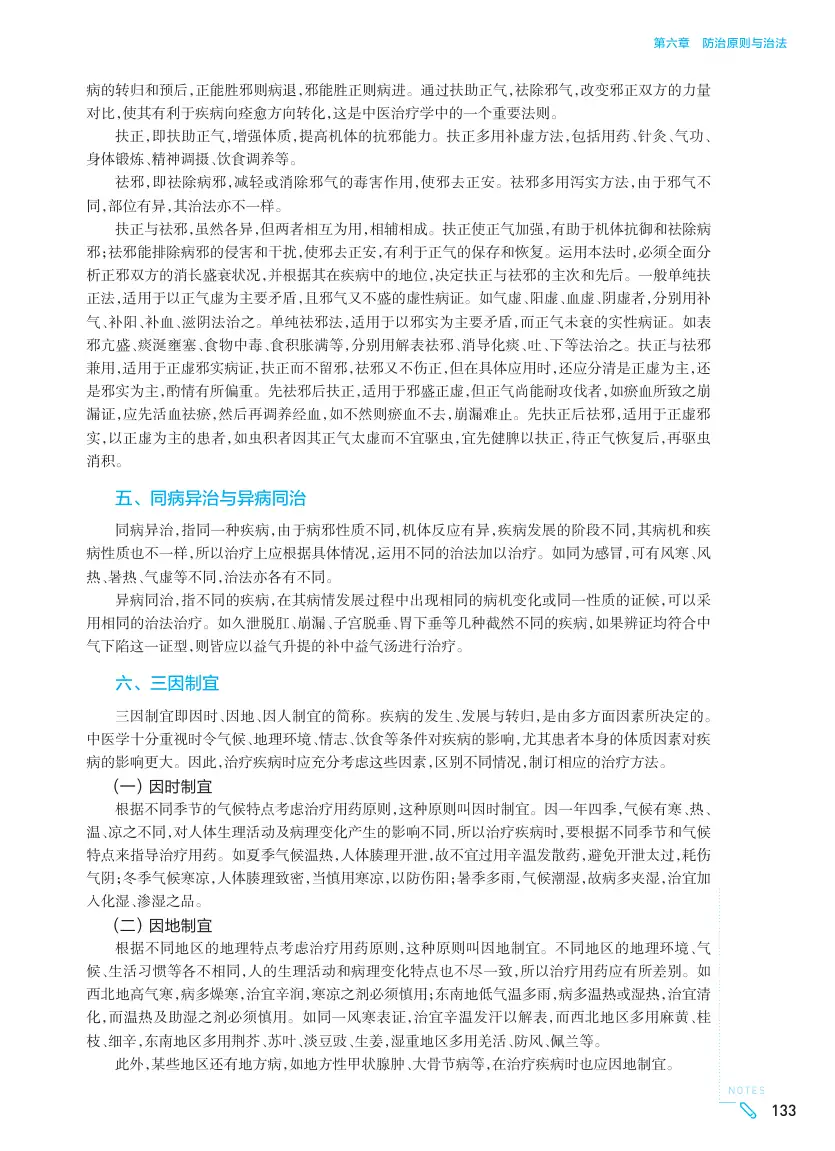 第六章 防治原则与治法
病的转归和预后,正能胜邪则病退,邪能胜正则病进。通过扶助正气,祛除邪气,改变邪正双方的力量
对比,使其有利于疾病向痊愈方向转化,这是中医治疗学中的一个重要法则。
扶正,即扶助正气,增强体质,提高机体的抗邪能力。扶正多用补虚方法,包括用药、针灸、气功、
身体锻炼、精神调摄、饮食调养等。
祛邪,即祛除病邪,减轻或消除邪气的毒害作用,使邪去正安。祛邪多用泻实方法,由于邪气不
同,部位有异,其治法亦不一样。
扶正与祛邪,虽然各异,但两者相互为用,相辅相成。扶正使正气加强,有助于机体抗御和祛除病
邪;祛邪能排除病邪的侵害和干扰,使邪去正安,有利于正气的保存和恢复。运用本法时,必须全面分
析正邪双方的消长盛衰状况,并根据其在疾病中的地位,决定扶正与祛邪的主次和先后。一般单纯扶
正法,适用于以正气虚为主要矛盾,且邪气又不盛的虚性病证。如气虚、阳虚、血虚、阴虚者,分别用补
气、补阳、补血、滋阴法治之。单纯祛邪法,适用于以邪实为主要矛盾,而正气未衰的实性病证。如表
邪亢盛、痰涎壅塞、食物中毒、食积胀满等,分别用解表祛邪、消导化痰、吐、下等法治之。扶正与祛邪
兼用,适用于正虚邪实病证,扶正而不留邪,祛邪又不伤正,但在具体应用时,还应分清是正虚为主,还
是邪实为主,酌情有所偏重。先祛邪后扶正,适用于邪盛正虚,但正气尚能耐攻伐者,如瘀血所致之崩
漏证,应先活血祛瘀,然后再调养经血,如不然则瘀血不去,崩漏难止。先扶正后祛邪,适用于正虚邪
实,以正虚为主的患者,如虫积者因其正气太虚而不宜驱虫,宜先健脾以扶正,待正气恢复后,再驱虫
消积。
五、同病异治与异病同治
同病异治,指同一种疾病,由于病邪性质不同,机体反应有异,疾病发展的阶段不同,其病机和疾
病性质也不一样,所以治疗上应根据具体情况,运用不同的治法加以治疗。如同为感冒,可有风寒、风
热、暑热、气虚等不同,治法亦各有不同。
异病同治,指不同的疾病,在其病情发展过程中出现相同的病机变化或同一性质的证候,可以采
用相同的治法治疗。如久泄脱肛、崩漏、子宫脱垂、胃下垂等几种截然不同的疾病,如果辨证均符合中
气下陷这一证型,则皆应以益气升提的补中益气汤进行治疗。
六、三因制宜
三因制宜即因时、因地、因人制宜的简称。疾病的发生、发展与转归,是由多方面因素所决定的。
中医学十分重视时令气候、地理环境、情志、饮食等条件对疾病的影响,尤其患者本身的体质因素对疾
病的影响更大。因此,治疗疾病时应充分考虑这些因素,区别不同情况,制订相应的治疗方法。
(一)因时制宜
根据不同季节的气候特点考虑治疗用药原则,这种原则叫因时制宜。因一年四季,气候有寒、热、
温、凉之不同,对人体生理活动及病理变化产生的影响不同,所以治疗疾病时,要根据不同季节和气候
特点来指导治疗用药。如夏季气候温热,人体腠理开泄,故不宜过用辛温发散药,避免开泄太过,耗伤
气阴;冬季气候寒凉,人体腠理致密,当慎用寒凉,以防伤阳;暑季多雨,气候潮湿,故病多夹湿,治宜加
入化湿、渗湿之品。
(二)因地制宜
根据不同地区的地理特点考虑治疗用药原则,这种原则叫因地制宜。不同地区的地理环境、气
候、生活习惯等各不相同,人的生理活动和病理变化特点也不尽一致,所以治疗用药应有所差别。如
西北地高气寒,病多燥寒,治宜辛润,寒凉之剂必须慎用;东南地低气温多雨,病多温热或湿热,治宜清
化,而温热及助湿之剂必须慎用。如同一风寒表证,治宜辛温发汗以解表,而西北地区多用麻黄、桂
枝、细辛,东南地区多用荆芥、苏叶、淡豆豉、生姜,湿重地区多用羌活、防风、佩兰等。
此外,某些地区还有地方病,如地方性甲状腺肿、大骨节病等,在治疗疾病时也应因地制宜。
NOTES
133